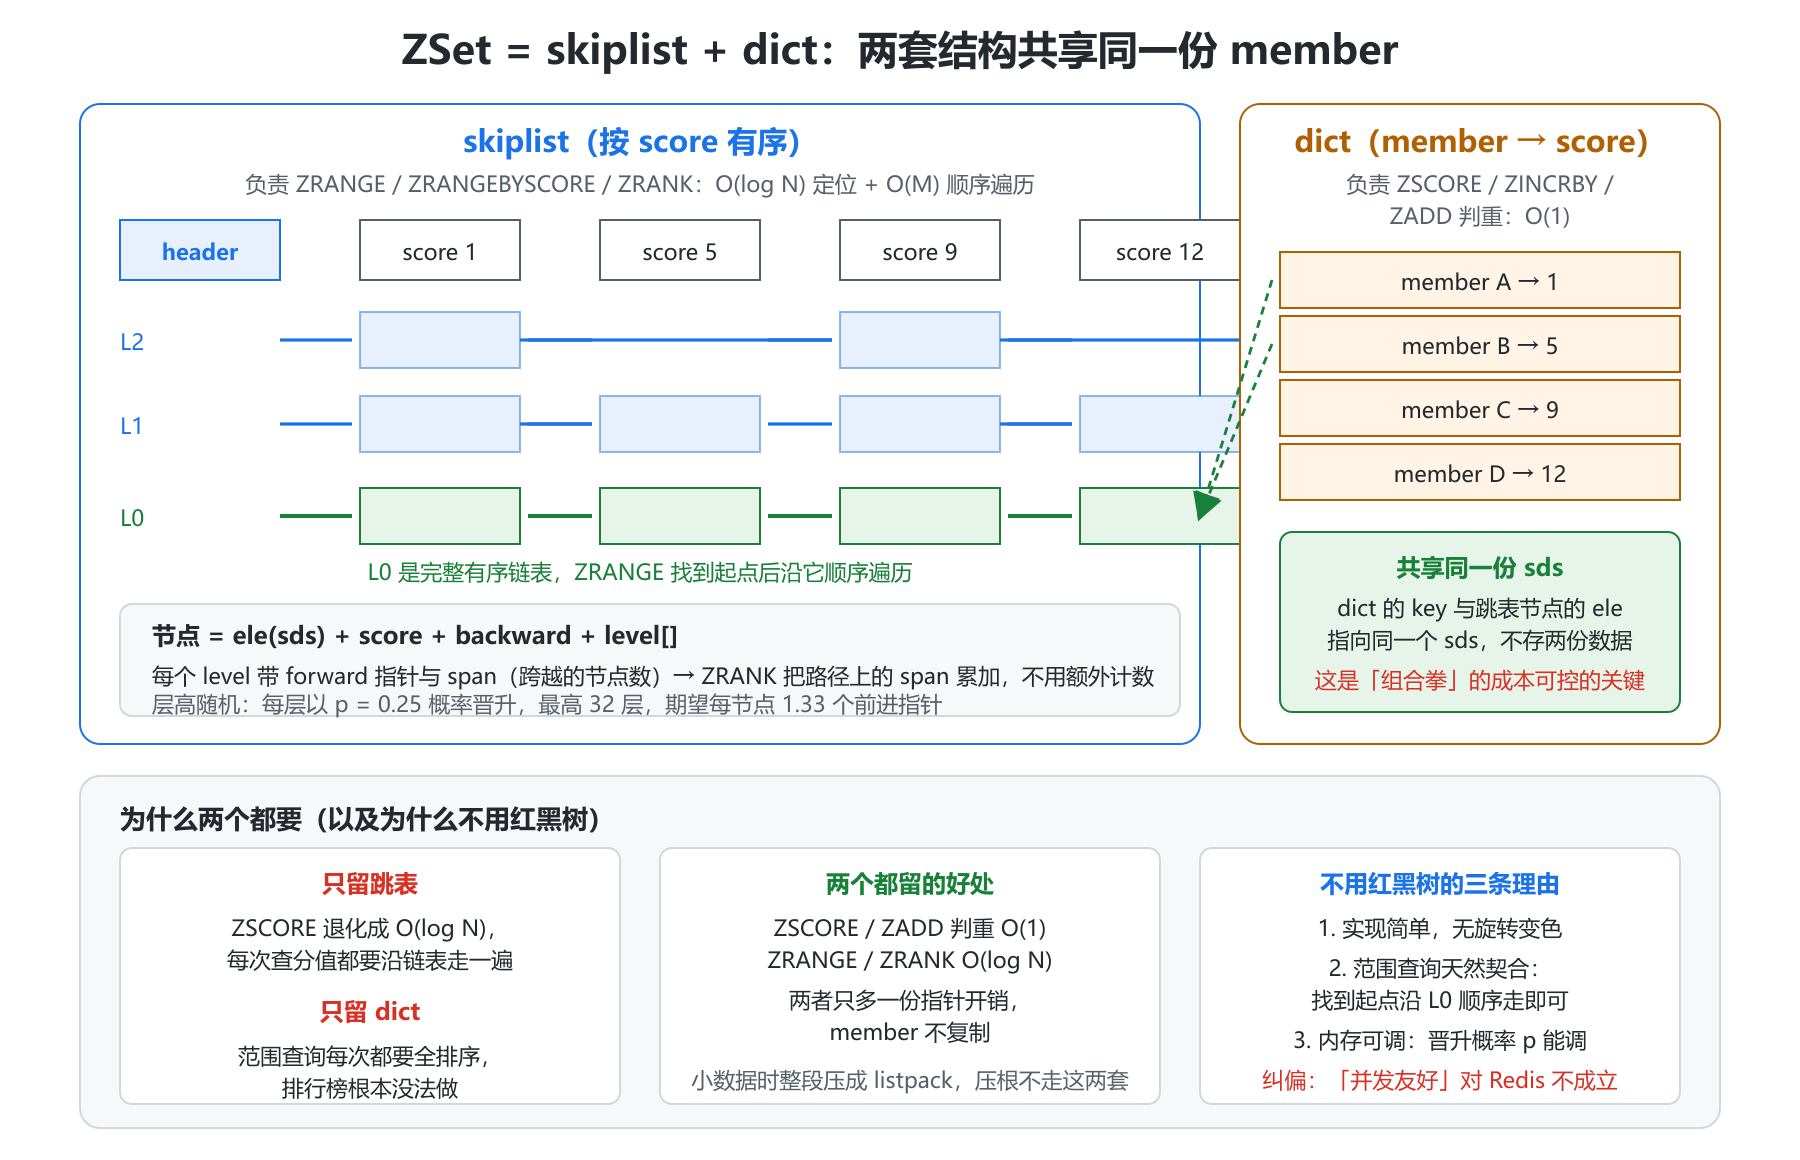 ZSet = skiplist + dict：两套结构共享同一份 member
skiplist（按 score 有序）
负责 ZRANGE / ZRANGEBYSCORE / ZRANK：O(log N) 定位 + O(M) 顺序遍历
header
score 1
score 5
score 9
score 12
L2
L1
L0
L0 是完整有序链表，ZRANGE 找到起点后沿它顺序遍历
节点 = ele(sds) + score + backward + level[]
每个 level 带 forward 指针与 span（跨越的节点数）→ ZRANK 把路径上的 span 累加，不用额外计数
层高随机：每层以 p = 0.25 概率晋升，最高 32 层，期望每节点 1.33 个前进指针
dict（member → score）
负责 ZSCORE / ZINCRBY /
ZADD 判重：O(1)
member A → 1
member B → 5
member C → 9
member D → 12
共享同一份 sds
dict 的 key 与跳表节点的 ele
指向同一个 sds，不存两份数据
这是「组合拳」的成本可控的关键
为什么两个都要（以及为什么不用红黑树）
只留跳表
ZSCORE 退化成 O(log N)，
每次查分值都要沿链表走一遍
只留 dict
范围查询每次都要全排序，
排行榜根本没法做
两个都留的好处
ZSCORE / ZADD 判重 O(1)
ZRANGE / ZRANK O(log N)
两者只多一份指针开销，
member 不复制
小数据时整段压成 listpack，压根不走这两套
不用红黑树的三条理由
1. 实现简单，无旋转变色
2. 范围查询天然契合：
找到起点沿 L0 顺序走即可
3. 内存可调：晋升概率 p 能调
纠偏：「并发友好」对 Redis 不成立